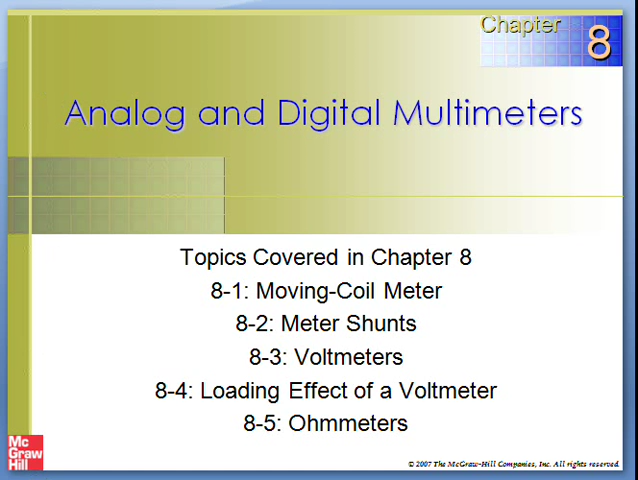 Chapter
8
Analog and Digital Multimeters
Topics Covered in Chapter 8
8-1: Moving-Coil Meter
8-2: Meter Shunts
8-3: Voltmeters
8-4: Loading Effect of a Voltmeter
8-5: Ohmmeters
Mc
Graw
Hill
© 2007 The McGraw-Hill Companies, Inc. All rights reserved.